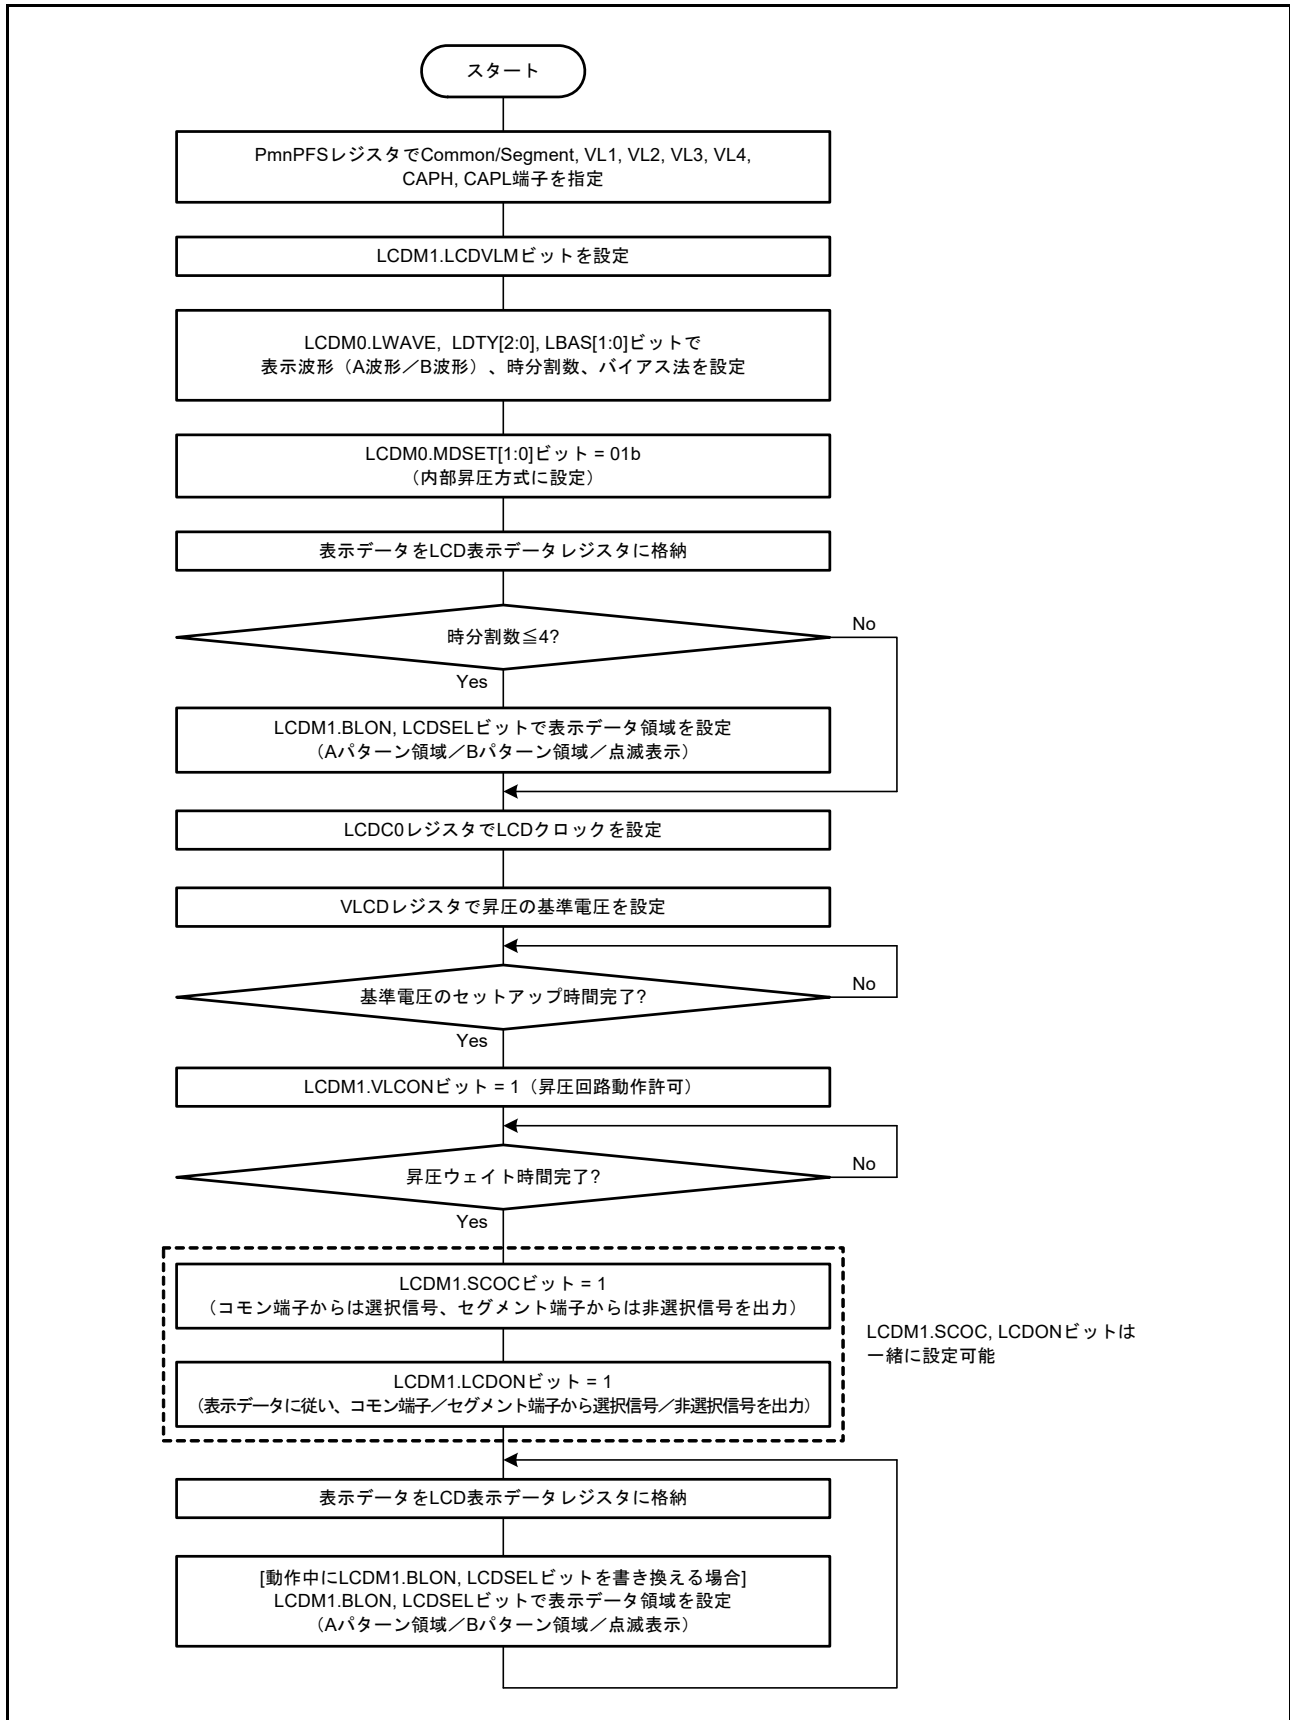 スタート
PmnPFSレジスタでCommon/Segment, VL1, VL2, VL3, VL4,
CAPH, CAPL端子を指定
LCDM1.LCDVLMビットを設定
LCDM0.LWAVE, LDTY[2:0], LBAS[1:0]ビットで
表示波形（A波形／B波形）、時分割数、バイアス法を設定
LCDM0.MDSET[1:0]ビット = 01b
（内部昇圧方式に設定）
表示データをLCD表示データレジスタに格納
時分割数≦4?
No
Yes
LCDM1.BLON, LCDSELビットで表示データ領域を設定
（Aパターン領域／Bパターン領域／点滅表示）
LCDC0レジスタでLCDクロックを設定
VLCDレジスタで昇圧の基準電圧を設定
基準電圧のセットアップ時間完了?
No
Yes
LCDM1.VLCONビット = 1（昇圧回路動作許可）
昇圧ウェイト時間完了?
No
Yes
LCDM1.SCOCビット = 1
（コモン端子からは選択信号、セグメント端子からは非選択信号を出力）
LCDM1.SCOC, LCDONビットは
一緒に設定可能
LCDM1.LCDONビット = 1
（表示データに従い、コモン端子／セグメント端子から選択信号／非選択信号を出力）
表示データをLCD表示データレジスタに格納
[動作中にLCDM1.BLON, LCDSELビットを書き換える場合]
LCDM1.BLON, LCDSELビットで表示データ領域を設定
（Aパターン領域／Bパターン領域／点滅表示）